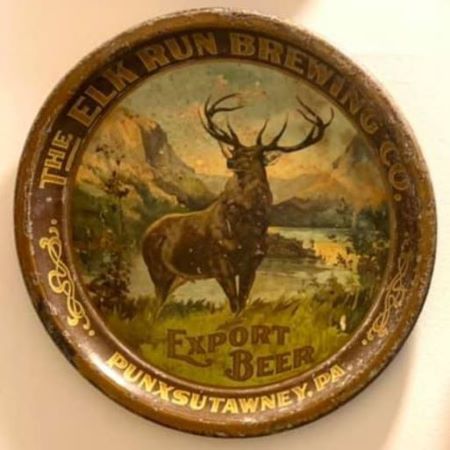 THE ELK RUN BREWING CO.
EXPORT
BEER
PUNXSUTAWNEY, PA.